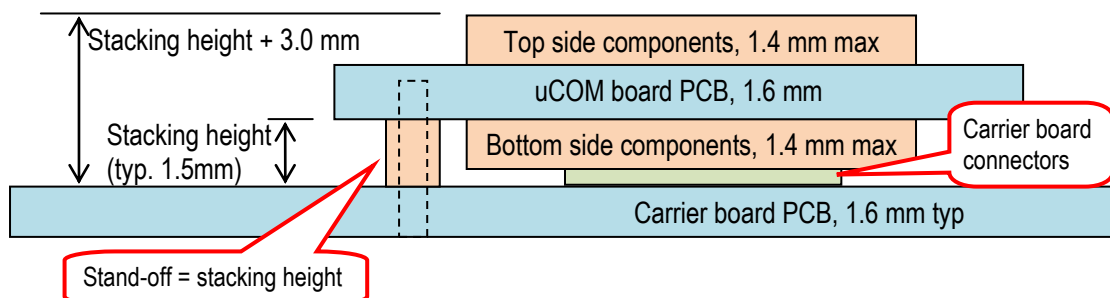 Stacking height + 3.0 mm
Top side components, 1.4 mm max
uCOM board PCB, 1.6 mm
Stacking height
(typ. 1.5mm)
Bottom side components, 1.4 mm max
Carrier board
connectors
Carrier board PCB, 1.6 mm typ
Stand-off = stacking height